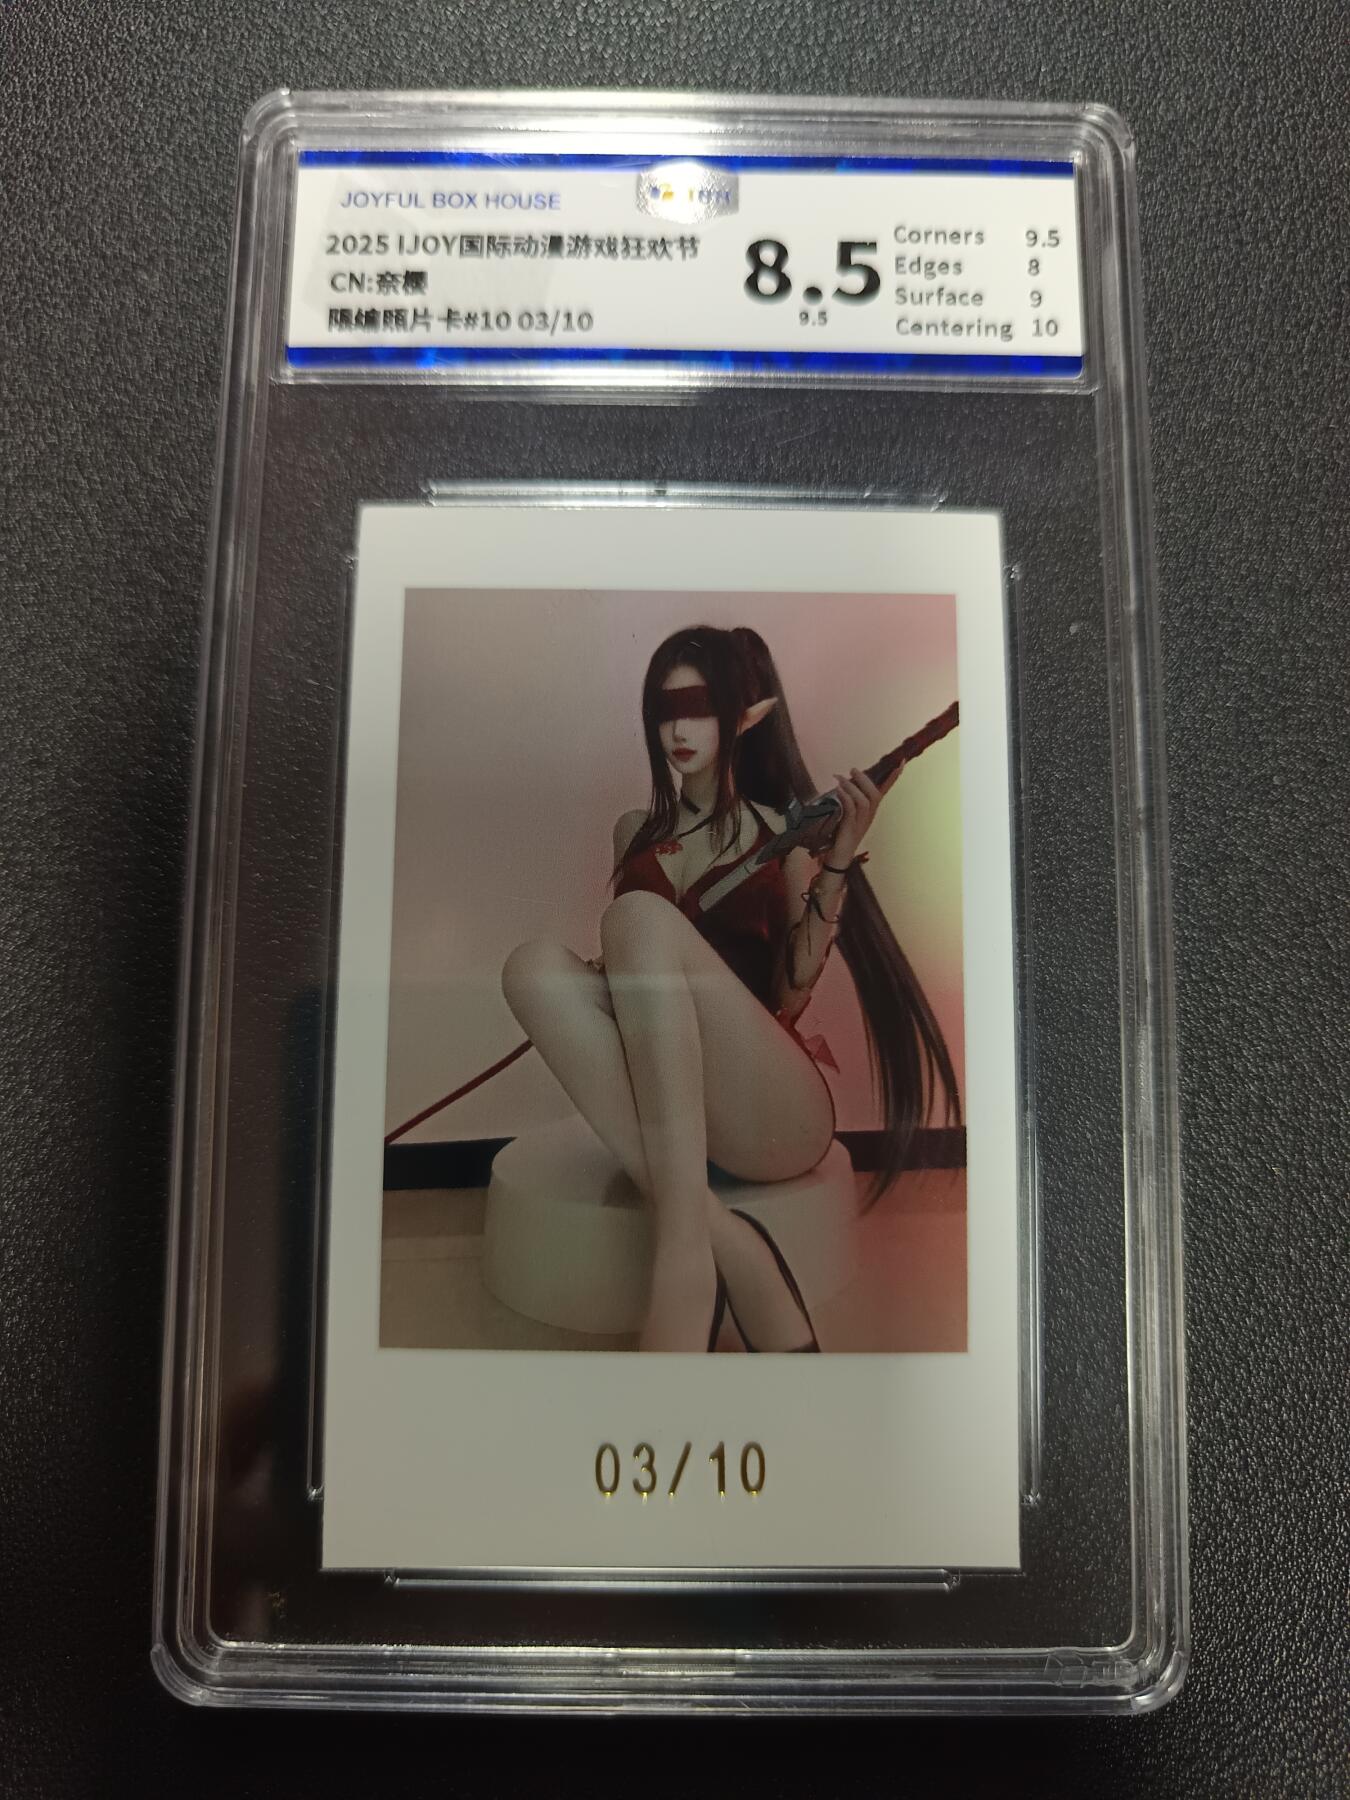 JOYFUL BOX HOUSE
2025 IJOY国际动漫游戏狂欢节
CN:奈樱
限编照片卡#10 03/10
8.5
9.5
Corners 9.5
Edges 8
Surface 9
Centering 10
03/10